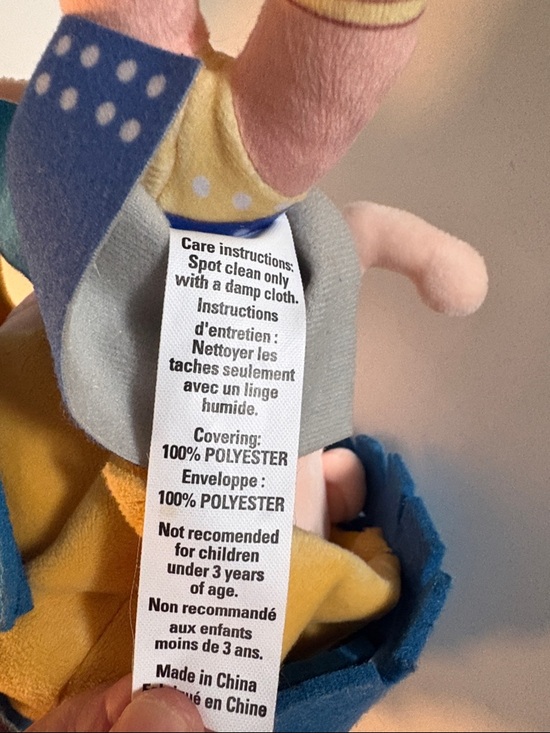 Care instructions:
Spot clean only
with a damp cloth.
Instructions
d'entretien :
Nettoyer les
taches seulement
avec un linge
humide.
Covering:
100% POLYESTER
Enveloppe :
100% POLYESTER
Not recomended
for children
under 3 years
of age.
Non recommandé
aux enfants
moins de 3 ans.
Made in China
en Chine